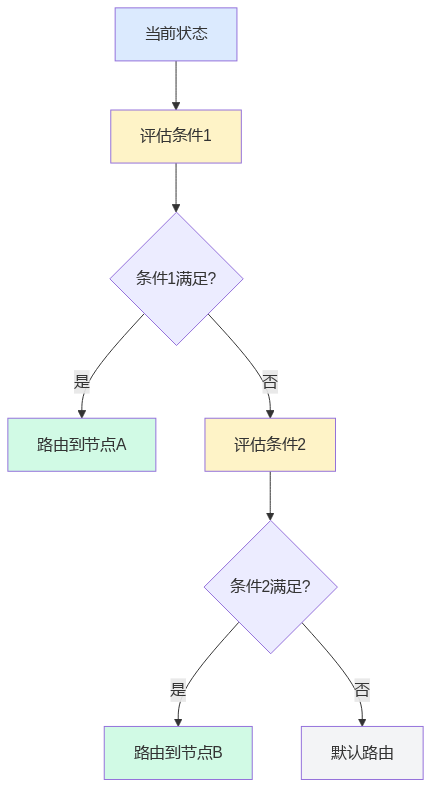 当前状态
评估条件1
条件1满足?
是
否
路由到节点A
评估条件2
条件2满足?
是
否
路由到节点B
默认路由